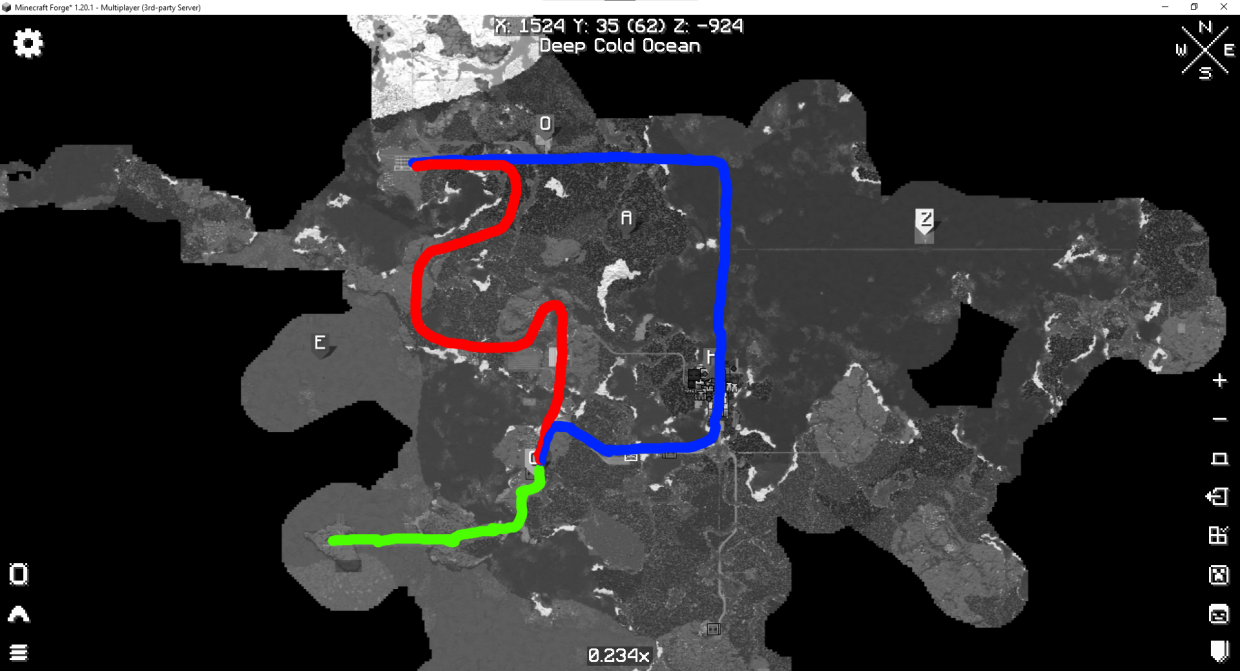 Minecraft Forge* 1.20.1 - Multiplayer (3rd-party Server)
X: 1524 Y: 35 (62) Z: -924
Deep Cold Ocean
N
W E
S
O
A
Z
E
H
0.234x